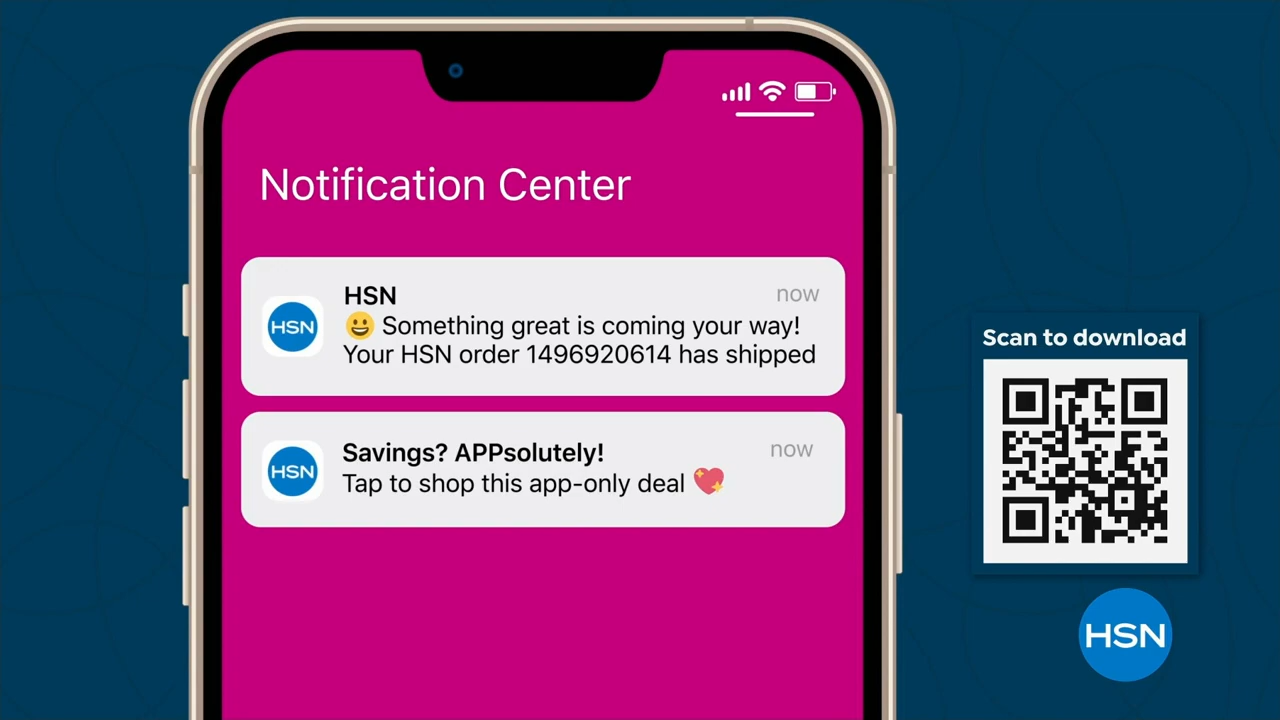 Notification Center
HSN
HSN now
😀 Something great is coming your way!
Your HSN order 1496920614 has shipped
HSN
Savings? APPsolutely! now
Tap to shop this app-only deal 💖
Scan to download
HSN